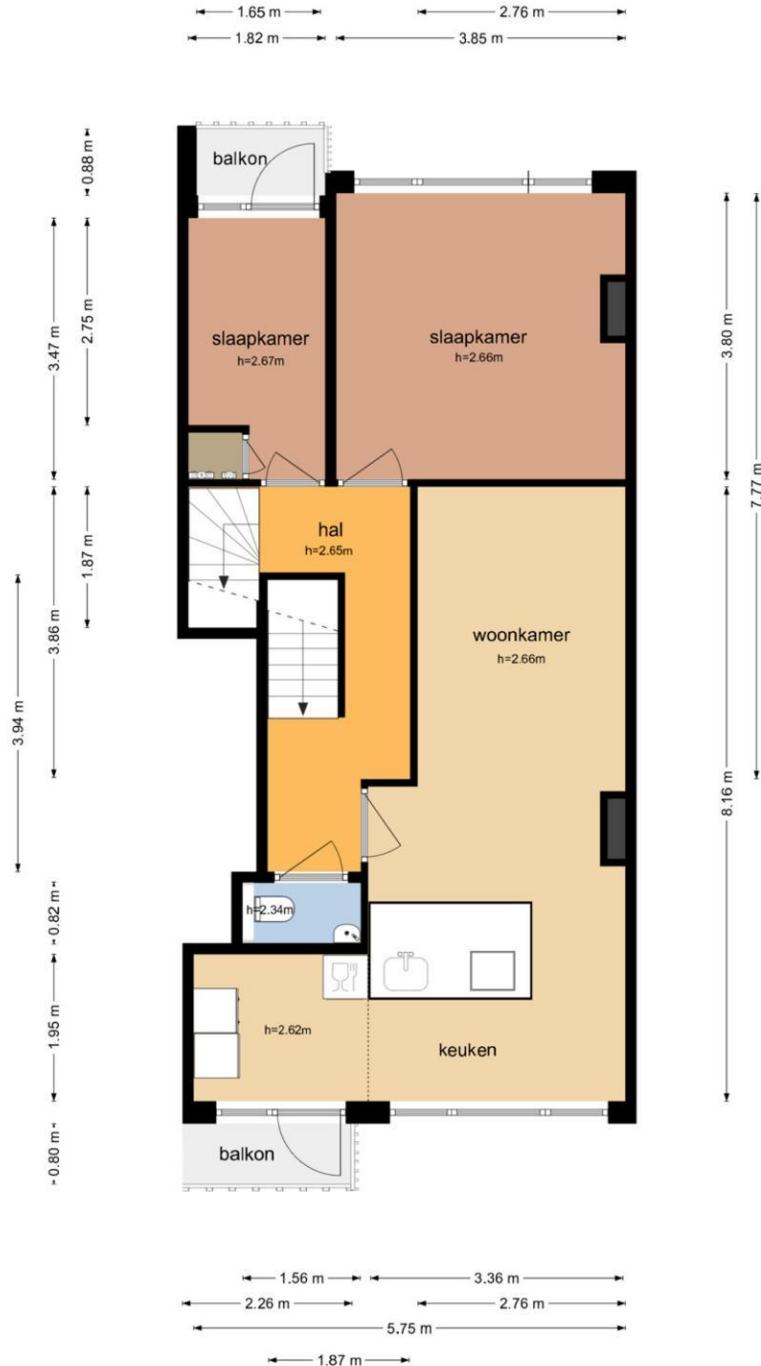 1.65 m
2.76 m
1.82 m
3.85 m
balkon
0.88 m
slaapkamer
h=2.67m
slaapkamer
h=2.66m
3.47 m
2.75 m
3.80 m
7.77 m
hal
h=2.65m
1.87 m
3.86 m
3.94 m
woonkamer
h=2.66m
8.16 m
h=2.34m
0.82 m
h=2.62m
1.95 m
keuken
balkon
0.80 m
1.56 m
3.36 m
2.26 m
2.76 m
5.75 m
1.87 m